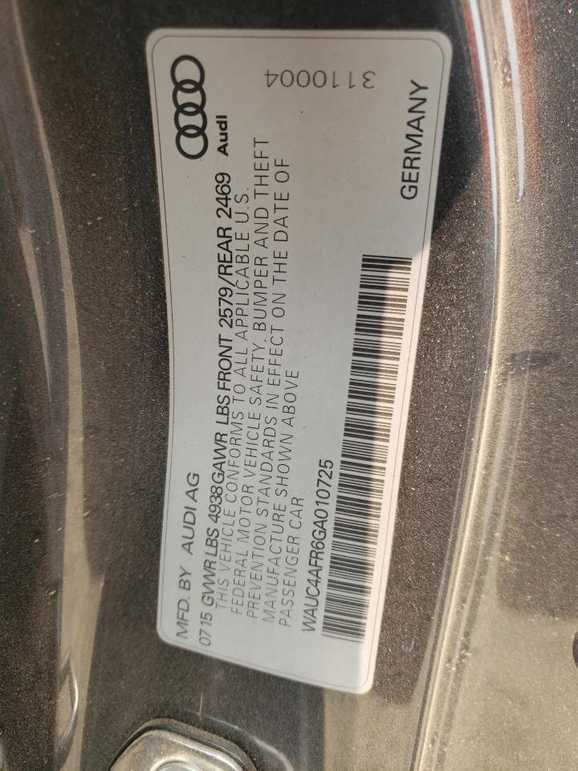 MFD. BY AUDI AG
Audi
0715 GVWR LBS 4938 GAWR LBS FRONT 2579/REAR 2469
THIS VEHICLE CONFORMS TO ALL APPLICABLE U.S.
FEDERAL MOTOR VEHICLE SAFETY, BUMPER AND THEFT
PREVENTION STANDARDS IN EFFECT ON THE DATE OF
MANUFACTURE SHOWN ABOVE
PASSENGER CAR
WAUC4AFR6GA010725
GERMANY
3110004